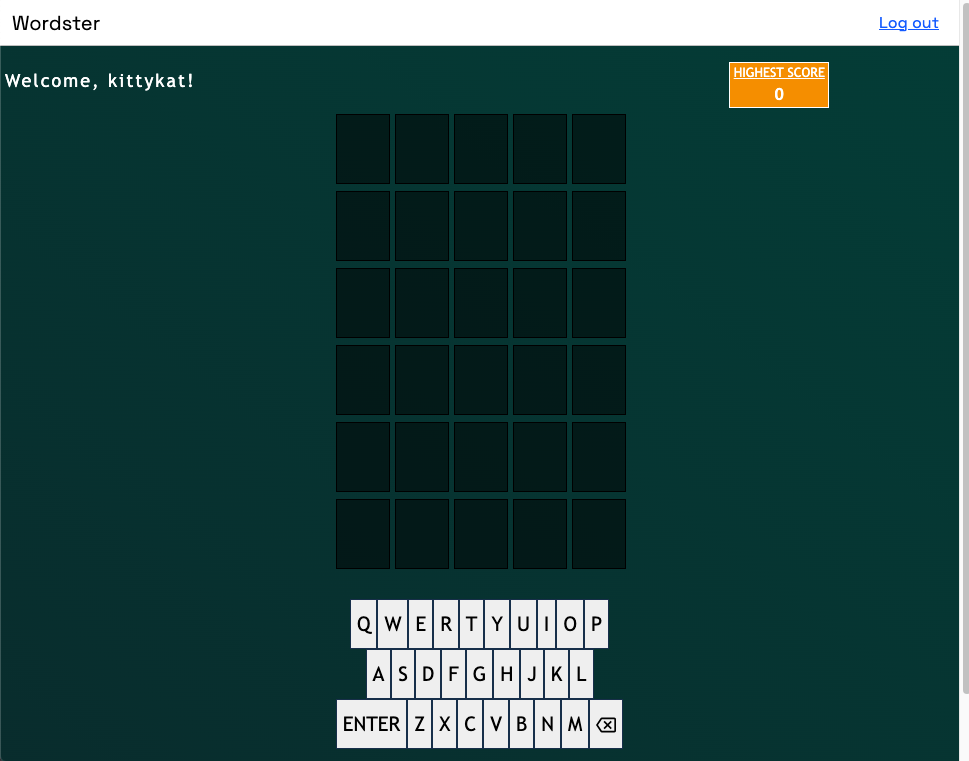 Wordster Log out
Welcome, kittykat!
HIGHEST SCORE
0
Q W E R T Y U I O P
A S D F G H J K L
ENTER Z X C V B N M